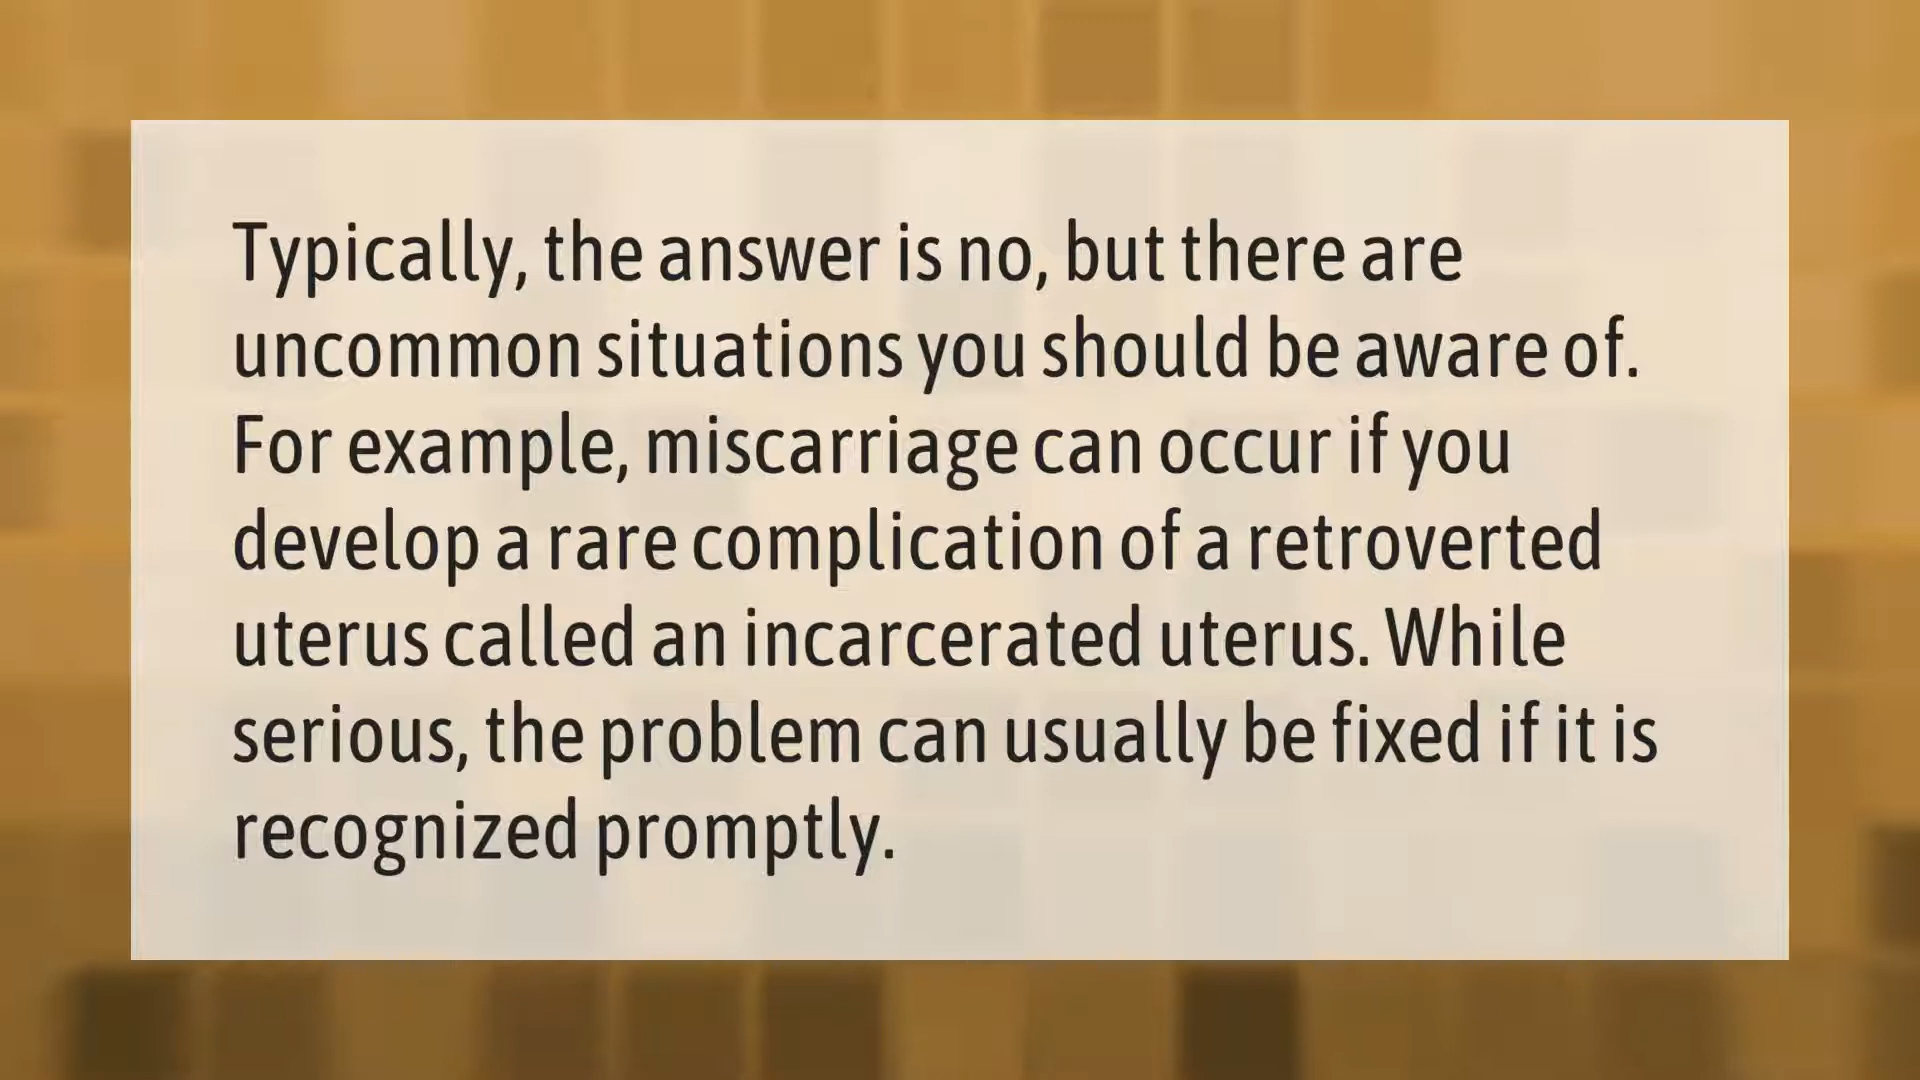 Typically, the answer is no, but there are
uncommon situations you should be aware of.
For example, miscarriage can occur if you
develop a rare complication of a retroverted
uterus called an incarcerated uterus. While
serious, the problem can usually be fixed if it is
recognized promptly.